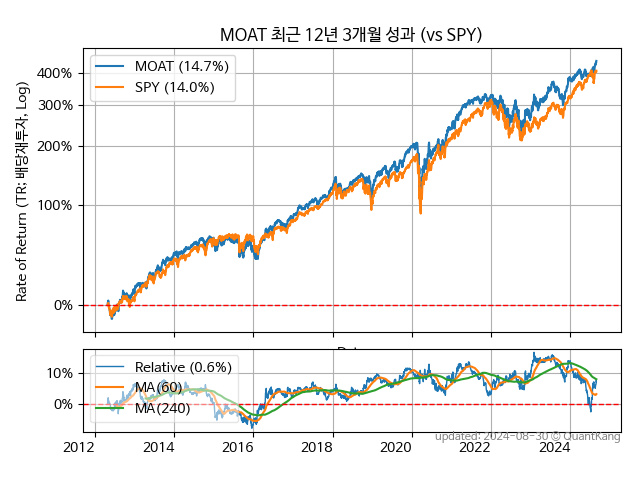 MOAT 최근 12년 3개월 성과 (vs SPY)
Rate of Return (TR; 배당재투자, Log)
400%
300%
200%
100%
0%
MOAT (14.7%)
SPY (14.0%)
10%
0%
Relative (0.6%)
MA(60)
MA(240)
2012
2014
2016
2018
2020
2022
2024
updated: 2024-08-30 © QuantKang